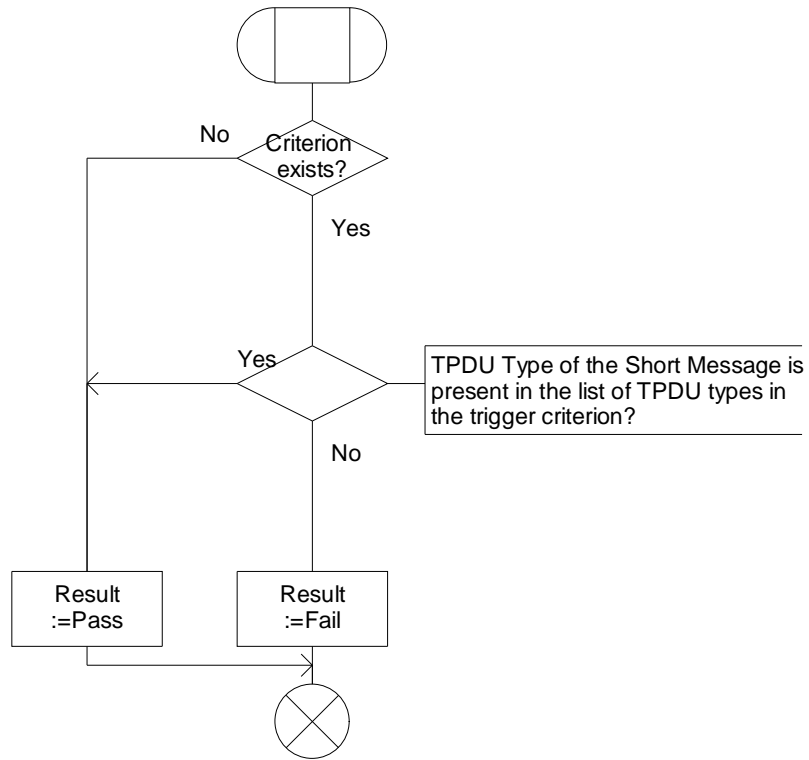 No
Criterion
exists?
Yes
Yes
TPDU Type of the Short Message is
present in the list of TPDU types in
the trigger criterion?
No
Result
:=Pass
Result
:=Fail